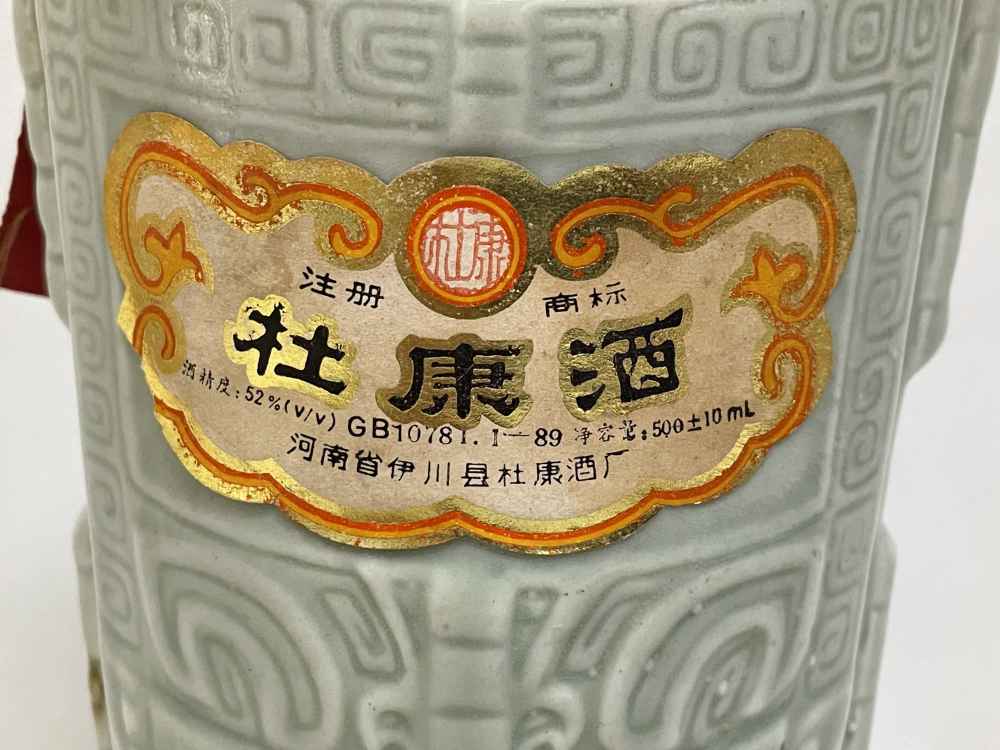 杜康
注册 商标
杜康酒
酒精度:52%(V/V) GB10781.1—89 净容量:500±10mL
河南省伊川县杜康酒厂